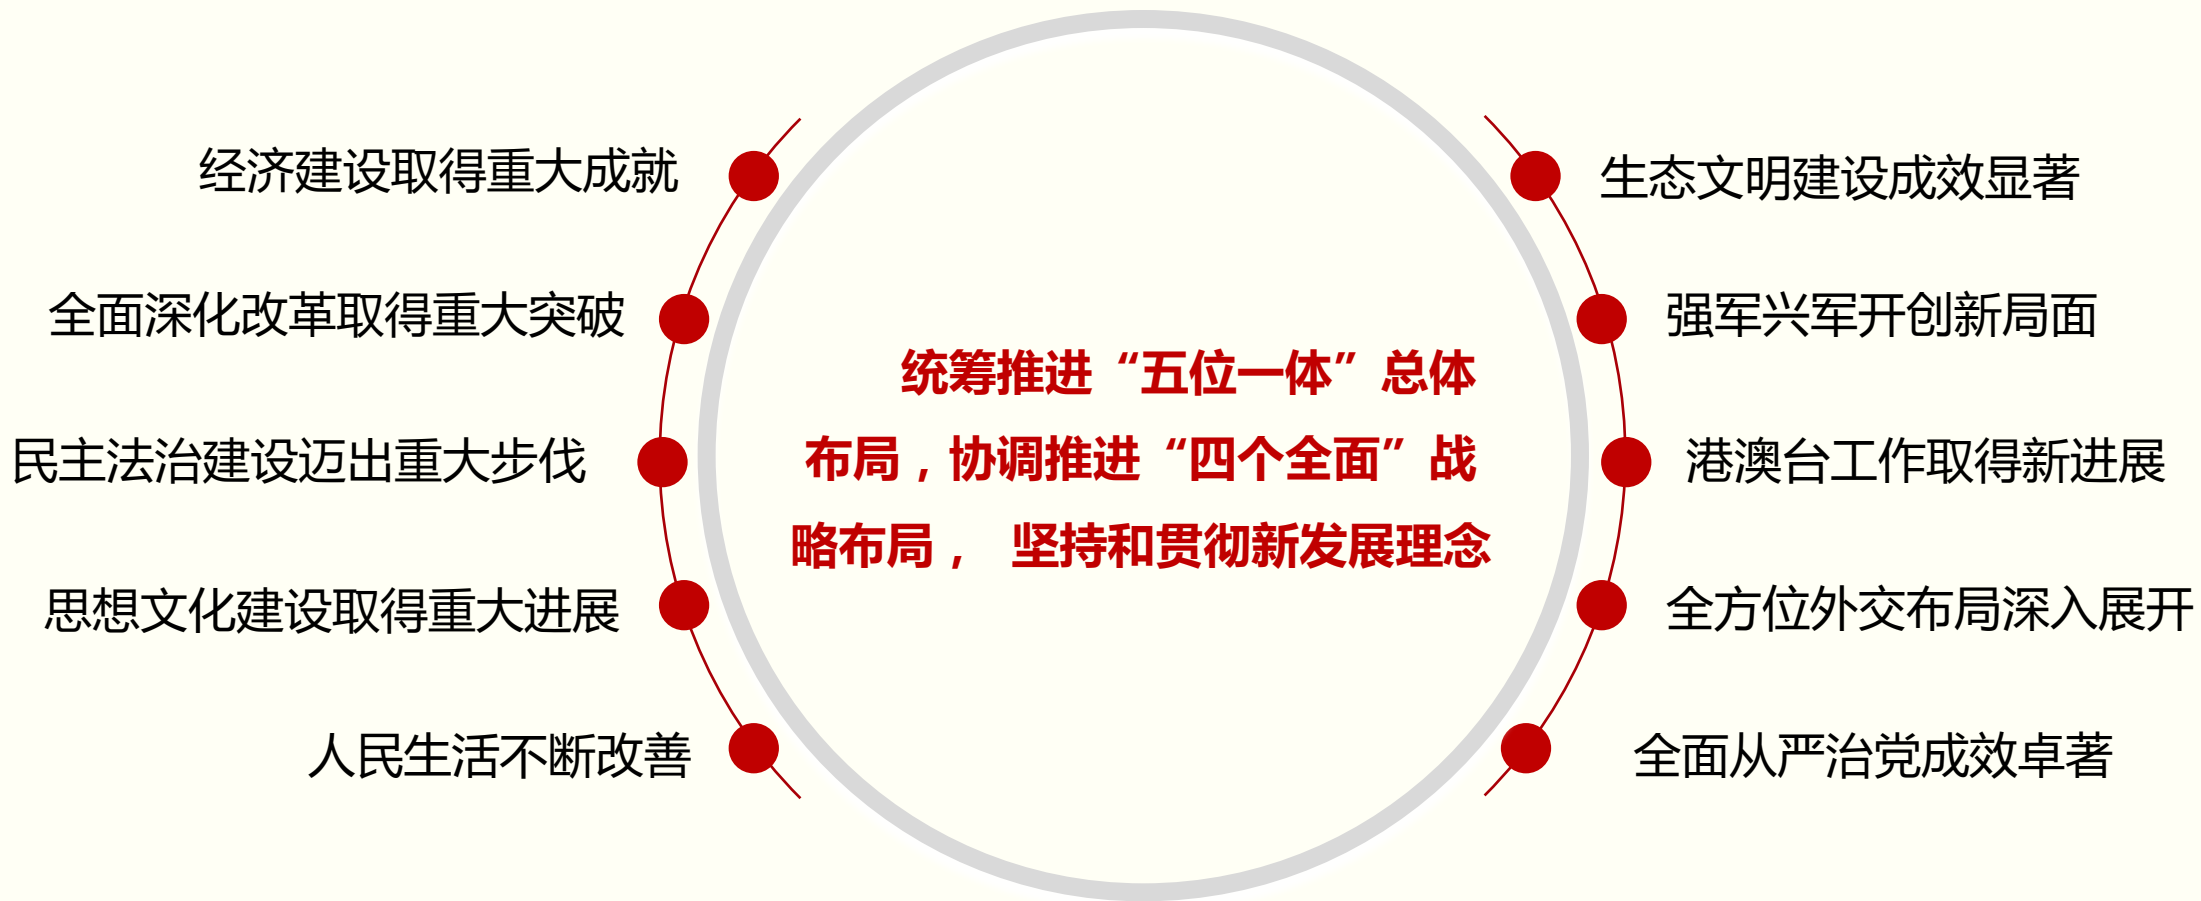 经济建设取得重大成就
全面深化改革取得重大突破
民主法治建设迈出重大步伐
思想文化建设取得重大进展
人民生活不断改善
统筹推进“五位一体”总体
布局，协调推进“四个全面”战
略布局， 坚持和贯彻新发展理念
生态文明建设成效显著
强军兴军开创新局面
港澳台工作取得新进展
全方位外交布局深入展开
全面从严治党成效卓著